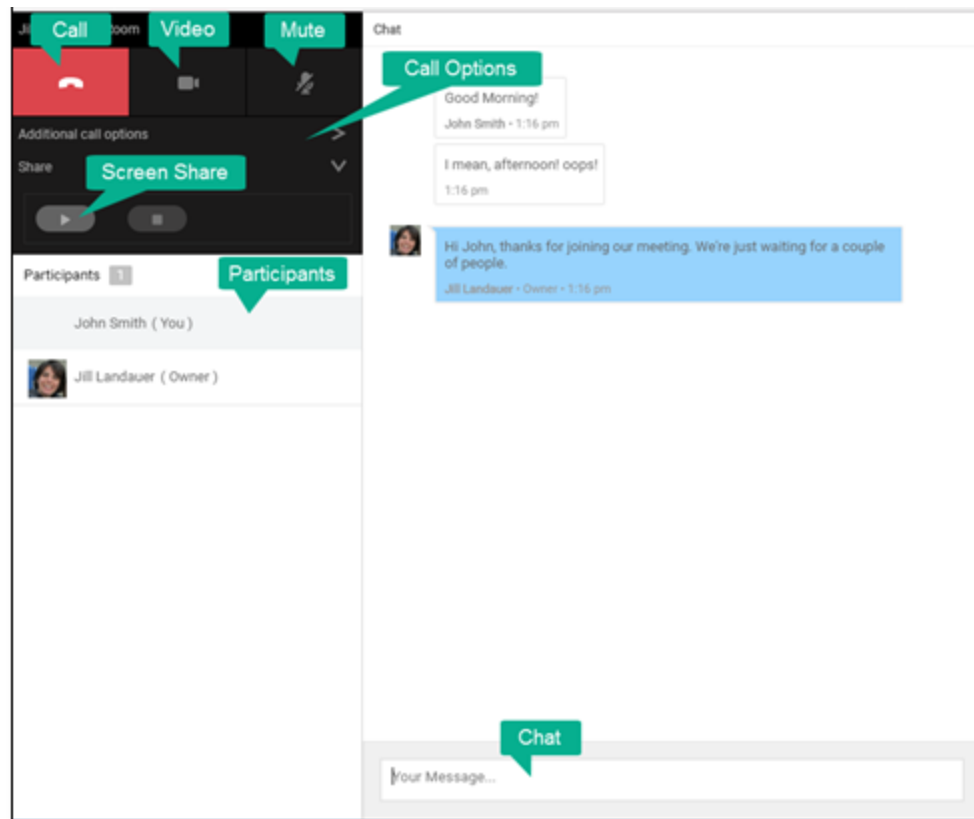 Call
Video
Mute
Ji
oom
Chat
Call Options
Good Morning!
John Smith • 1:16 pm
Additional call options
Share
Screen Share
I mean, afternoon! oops!
1:16 pm
Hi John, thanks for joining our meeting. We're just waiting for a couple
of people.
Jill Landauer • Owner • 1:16 pm
Participants 1
Participants
John Smith ( You )
Jill Landauer ( Owner )
Chat
Your Message...